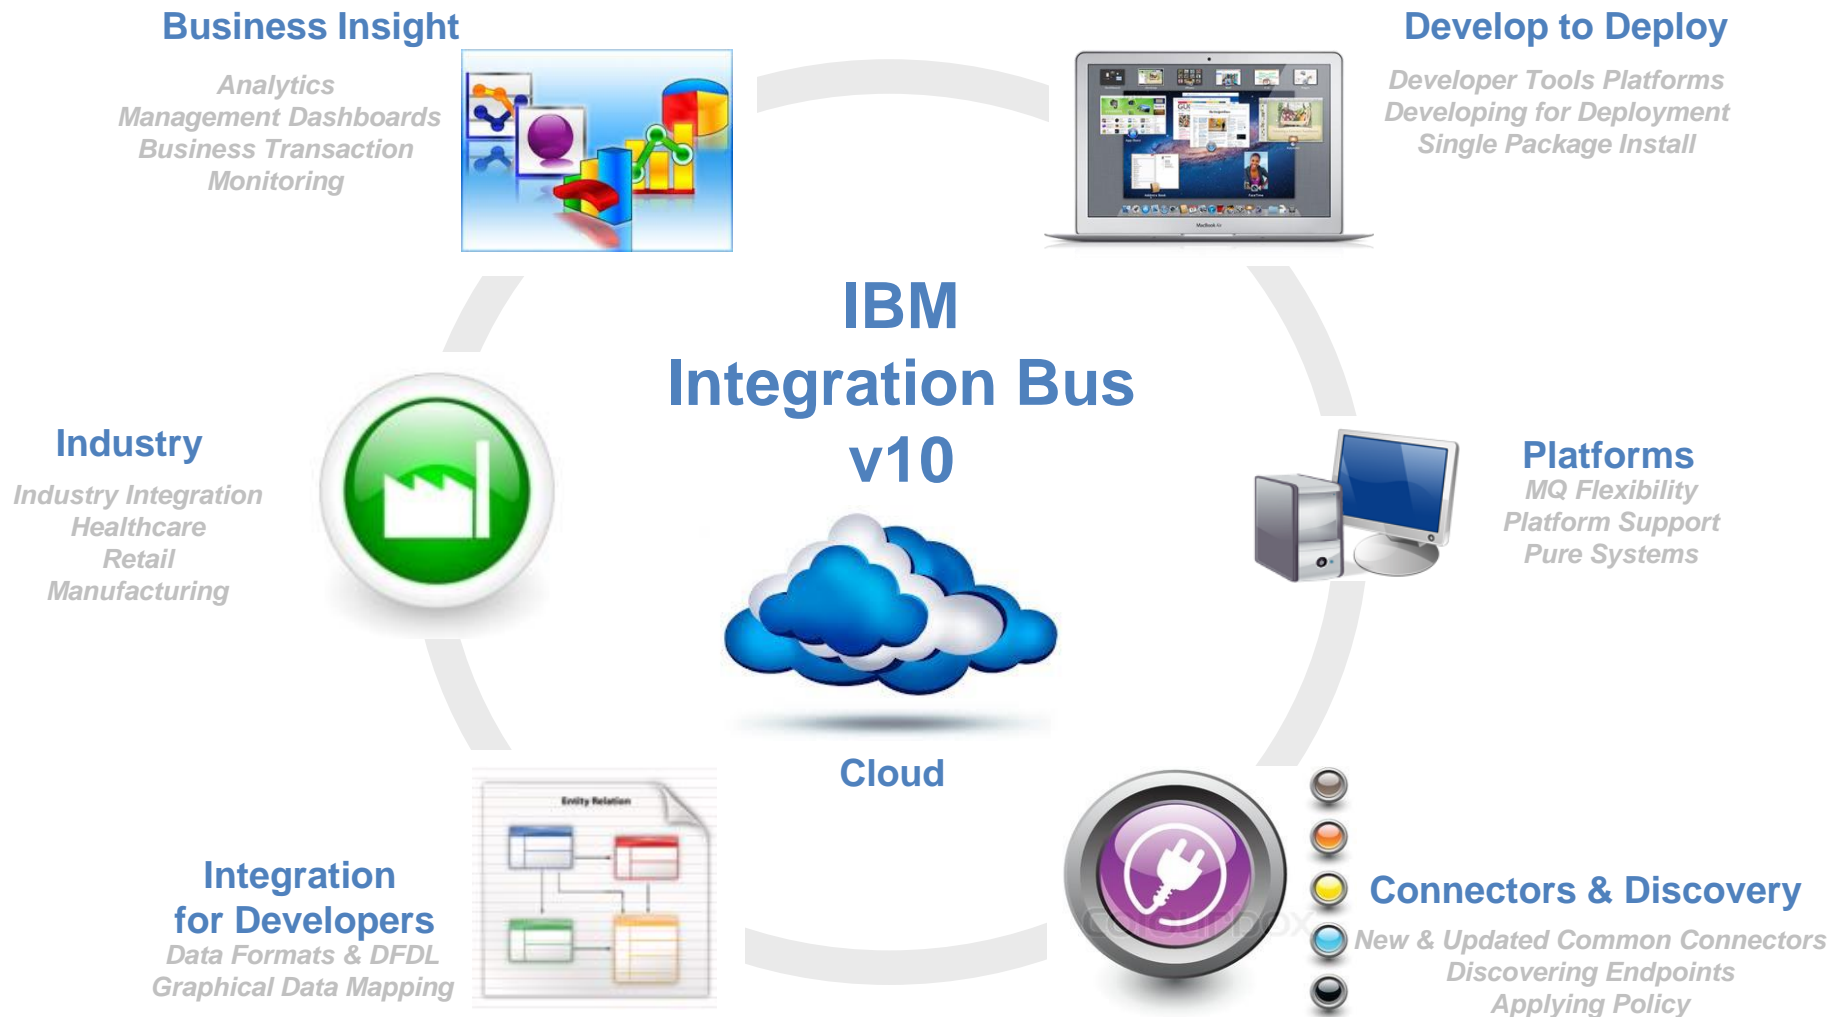 Business Insight
Analytics
Management Dashboards
Business Transaction
Monitoring
Develop to Deploy
Developer Tools Platforms
Developing for Deployment
Single Package Install
MacBook Air
IBM
Integration Bus
v10
Industry
Industry Integration
Healthcare
Retail
Manufacturing
Platforms
MQ Flexibility
Platform Support
Pure Systems
Cloud
Entity Relation
Integration
for Developers
Data Formats & DFDL
Graphical Data Mapping
colourbox
Connectors & Discovery
New & Updated Common Connectors
Discovering Endpoints
Applying Policy